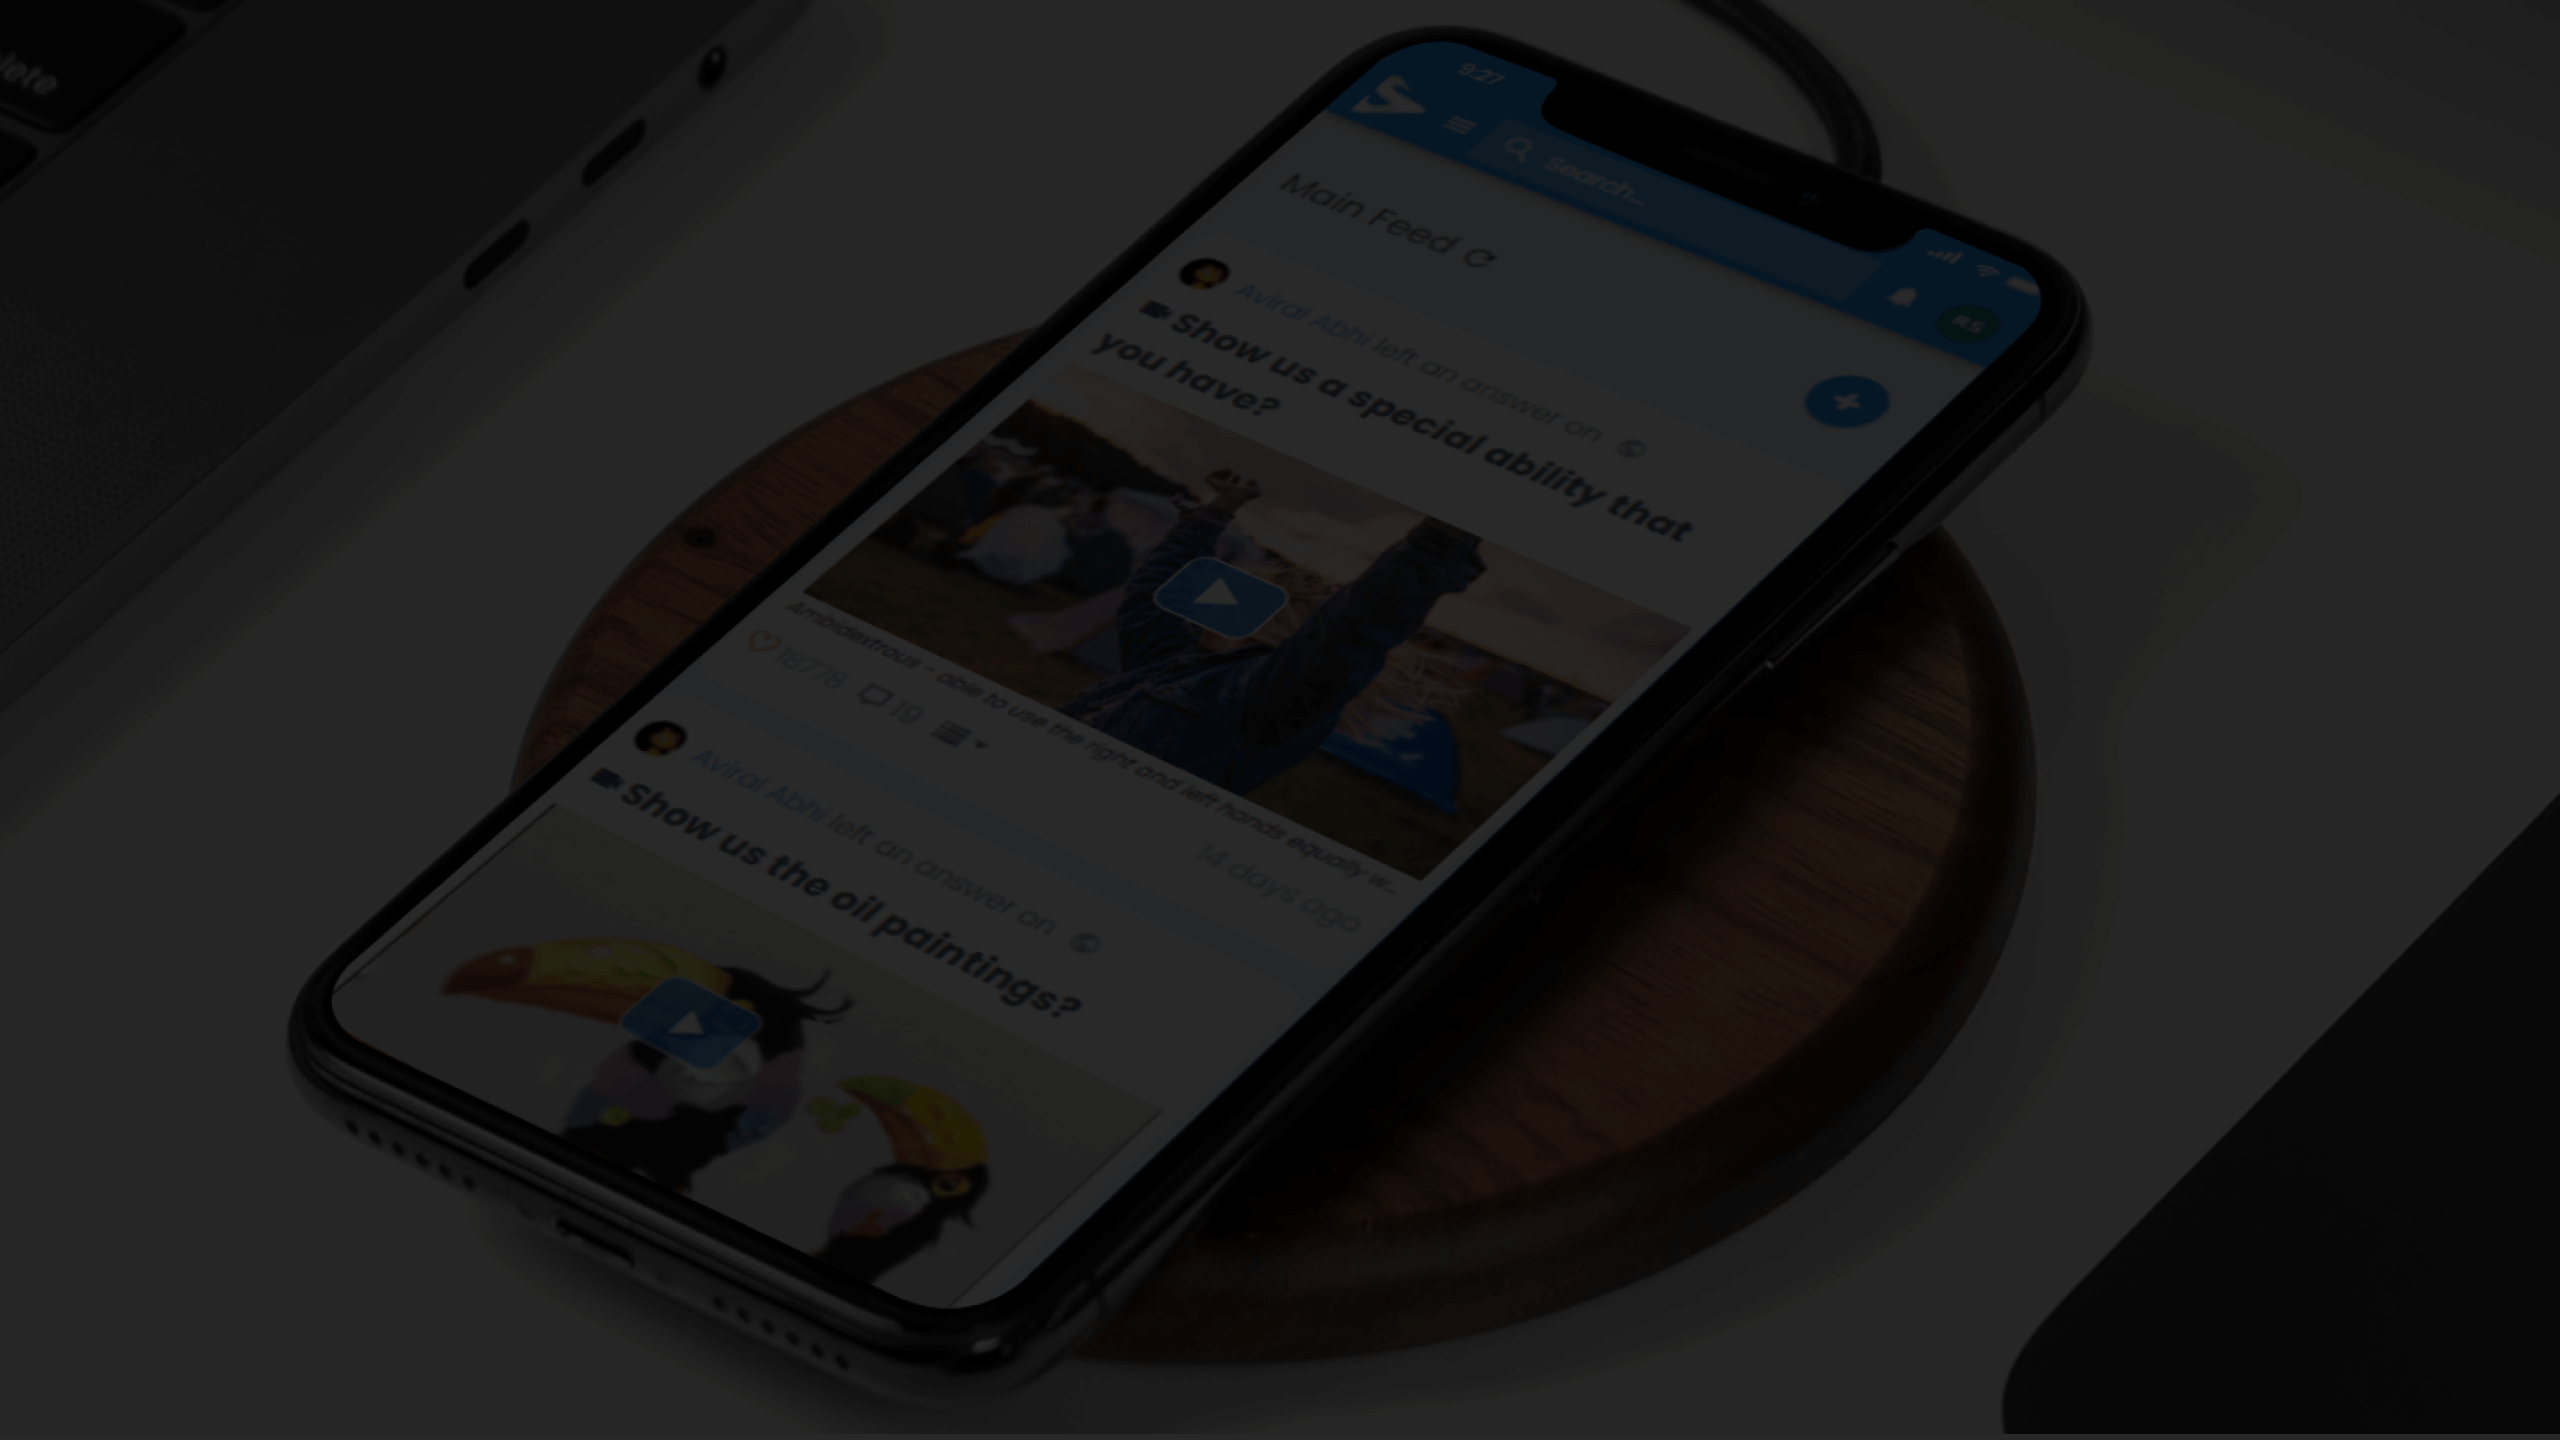 lete
9:27
Search...
RS
Main Feed
Aviral Abhi left an answer on
Show us a special ability that
you have?
Ambidextrous - able to use the right and left hands equally w...
18778 19
14 days ago
Aviral Abhi left an answer on
Show us the oil paintings?